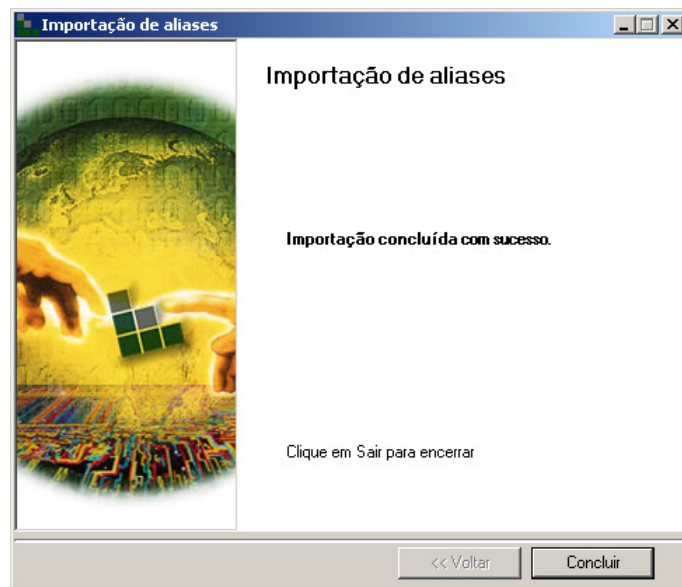 Importação de aliases
Importação de aliases
Importação concluída com sucesso.
Clique em Sair para encerrar
<< Voltar
Concluir